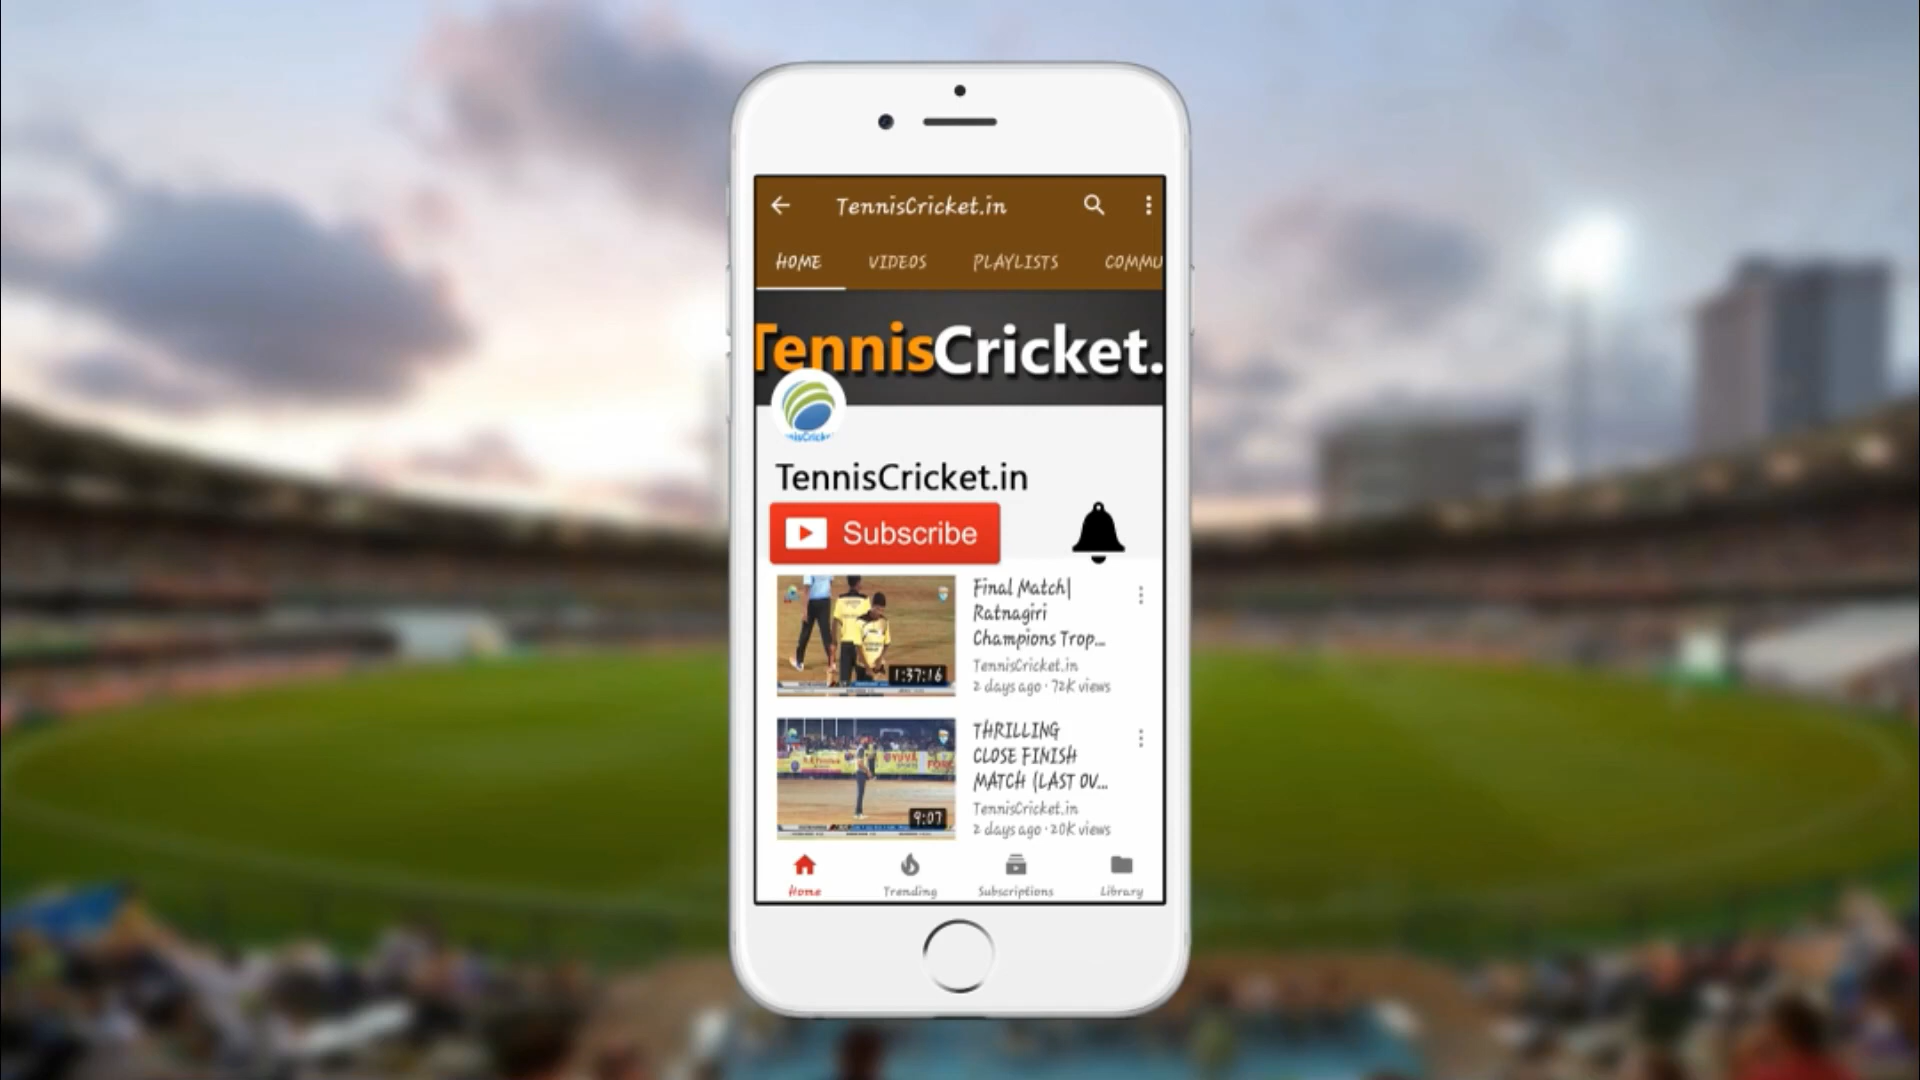 TennisCricket.in
HOME VIDEOS PLAYLISTS COMMU
TennisCricket.
TennisCricket.in
Subscribe
Final Match|
Ratnagiri
Champions Trop...
TennisCricket.in
2 days ago · 72K views
1:37:16
THRILLING
CLOSE FINISH
MATCH (LAST OV...
TennisCricket.in
2 days ago · 20K views
YUVA
9:07
Home Trending Subscriptions Library